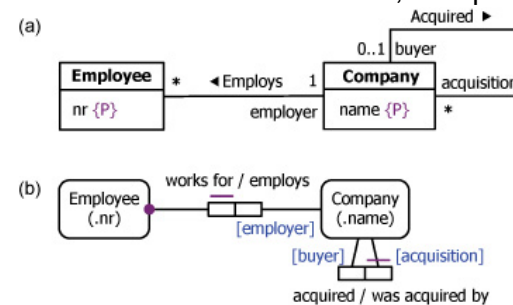 (a)
Acquired ►
0..1 buyer
Employee * ◄ Employs 1 Company acquisition
nr {P} employer name {P} *
(b)
works for / employs
Employee Company
(.nr) (.name)
[employer]
[buyer] [acquisition]
acquired / was acquired by